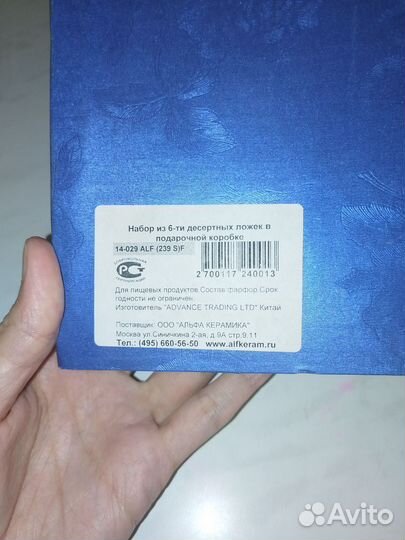 Набор из 6-ти десертных ложек в
подарочной коробке
14-029 ALF (239 S)F
2 700117 240013
Для пищевых продуктов.Состав фарфор.Срок
годности не ограничен.
Изготовитель "ADVANCE TRADING LTD" Китай
Поставщик: ООО "АЛЬФА КЕРАМИКА"
Москва ул Синичкина 2-ая, д.9А стр.9.11
Тел.: (495) 660-56-50 www.alfkeram.ru
Avito